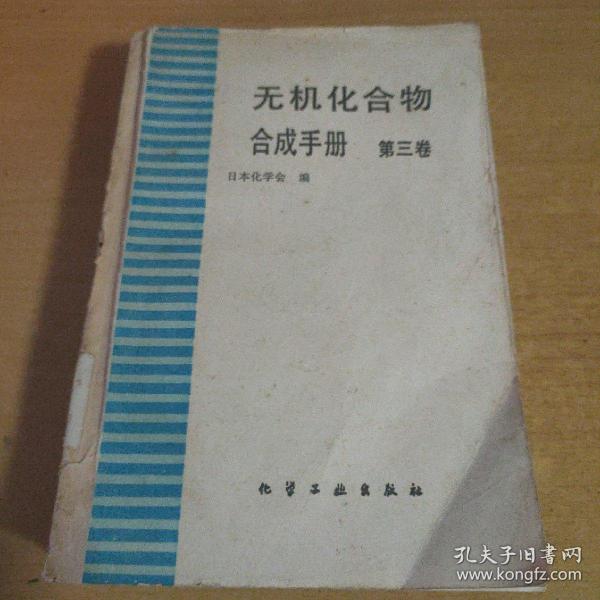 无机化合物
合成手册 第三卷
日本化学会 编
化学工业出版社
孔夫子旧书网
www.kongfz.com